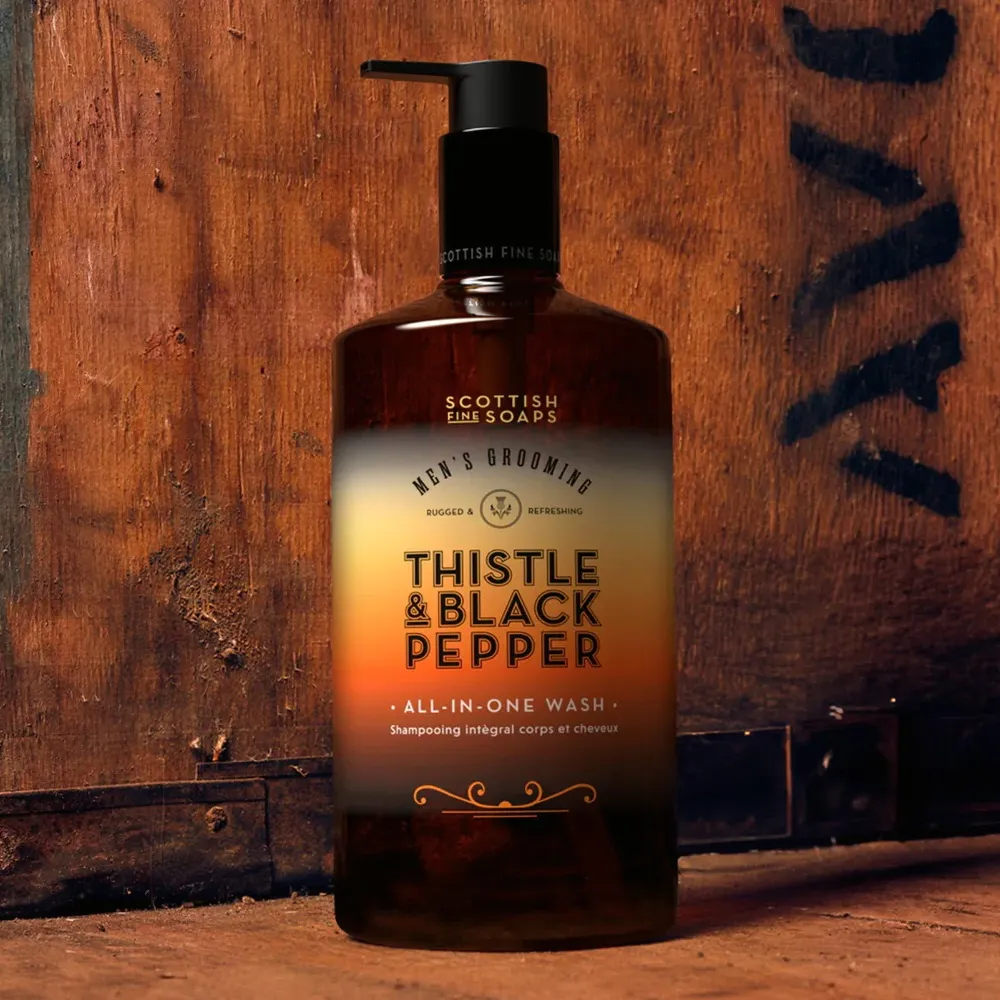 SCOTTISH FINE SOA
SCOTTISH
FINE SOAPS
MEN'S GROOMING
RUGGED & REFRESHING
THISTLE
& BLACK
PEPPER
· ALL-IN-ONE WASH ·
Shampooing intègral corps et cheveux